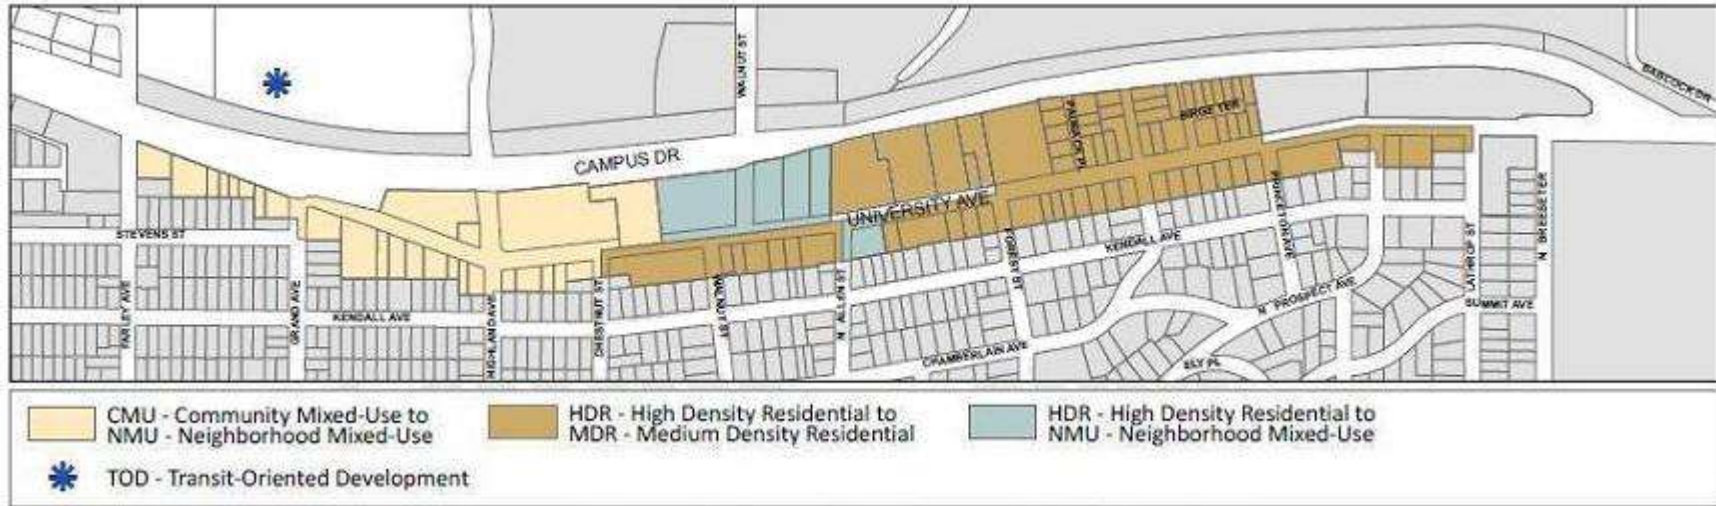 WALNUT ST
BABCOCK DR
PAUNACK PL
BIRGE TER
CAMPUS DR
UNIVERSITY AVE
STEVENS ST
FARLEY AVE
GRAND AVE
KENDALL AVE
HIGHLAND AVE
CHESTNUT ST
WALNUT ST
N ALLEN ST
FOREST ST
KENDALL AVE
PRINCETON AVE
LATHROP ST
N BREESE TER
CHAMBERLAIN AVE
N PROSPECT AVE
SUMMIT AVE
ELY PL
CMU - Community Mixed-Use to
NMU - Neighborhood Mixed-Use
HDR - High Density Residential to
MDR - Medium Density Residential
HDR - High Density Residential to
NMU - Neighborhood Mixed-Use
TOD - Transit-Oriented Development